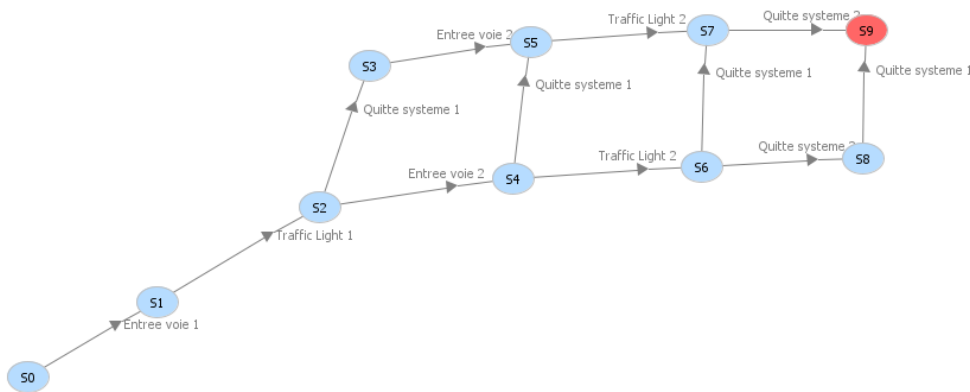 Traffic Light 2
Quitte systeme 2
S7
S9
Entree voie 2
S5
S3
Quitte systeme 1
Quitte systeme 1
Quitte systeme 1
Quitte systeme 1
Traffic Light 2
Quitte systeme 2
S6
S8
Entree voie 2
S4
S2
Traffic Light 1
S1
Entree voie 1
S0